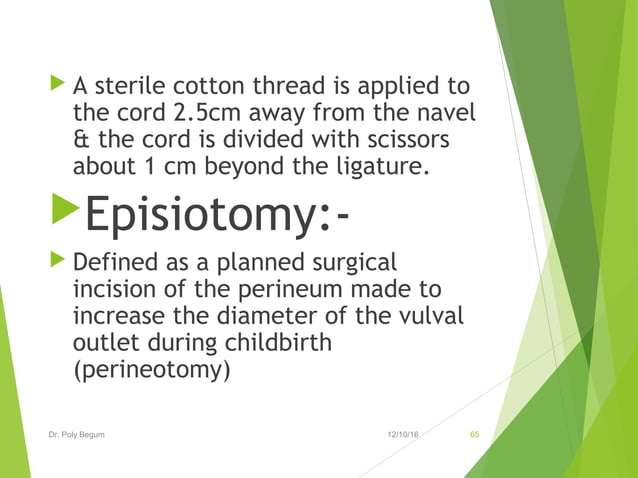 A sterile cotton thread is applied to
the cord 2.5cm away from the navel
& the cord is divided with scissors
about 1 cm beyond the ligature.
Episiotomy:-
Defined as a planned surgical
incision of the perineum made to
increase the diameter of the vulval
outlet during childbirth
(perineotomy)
Dr. Poly Begum 12/10/16 65